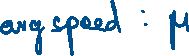 avg speed : μ